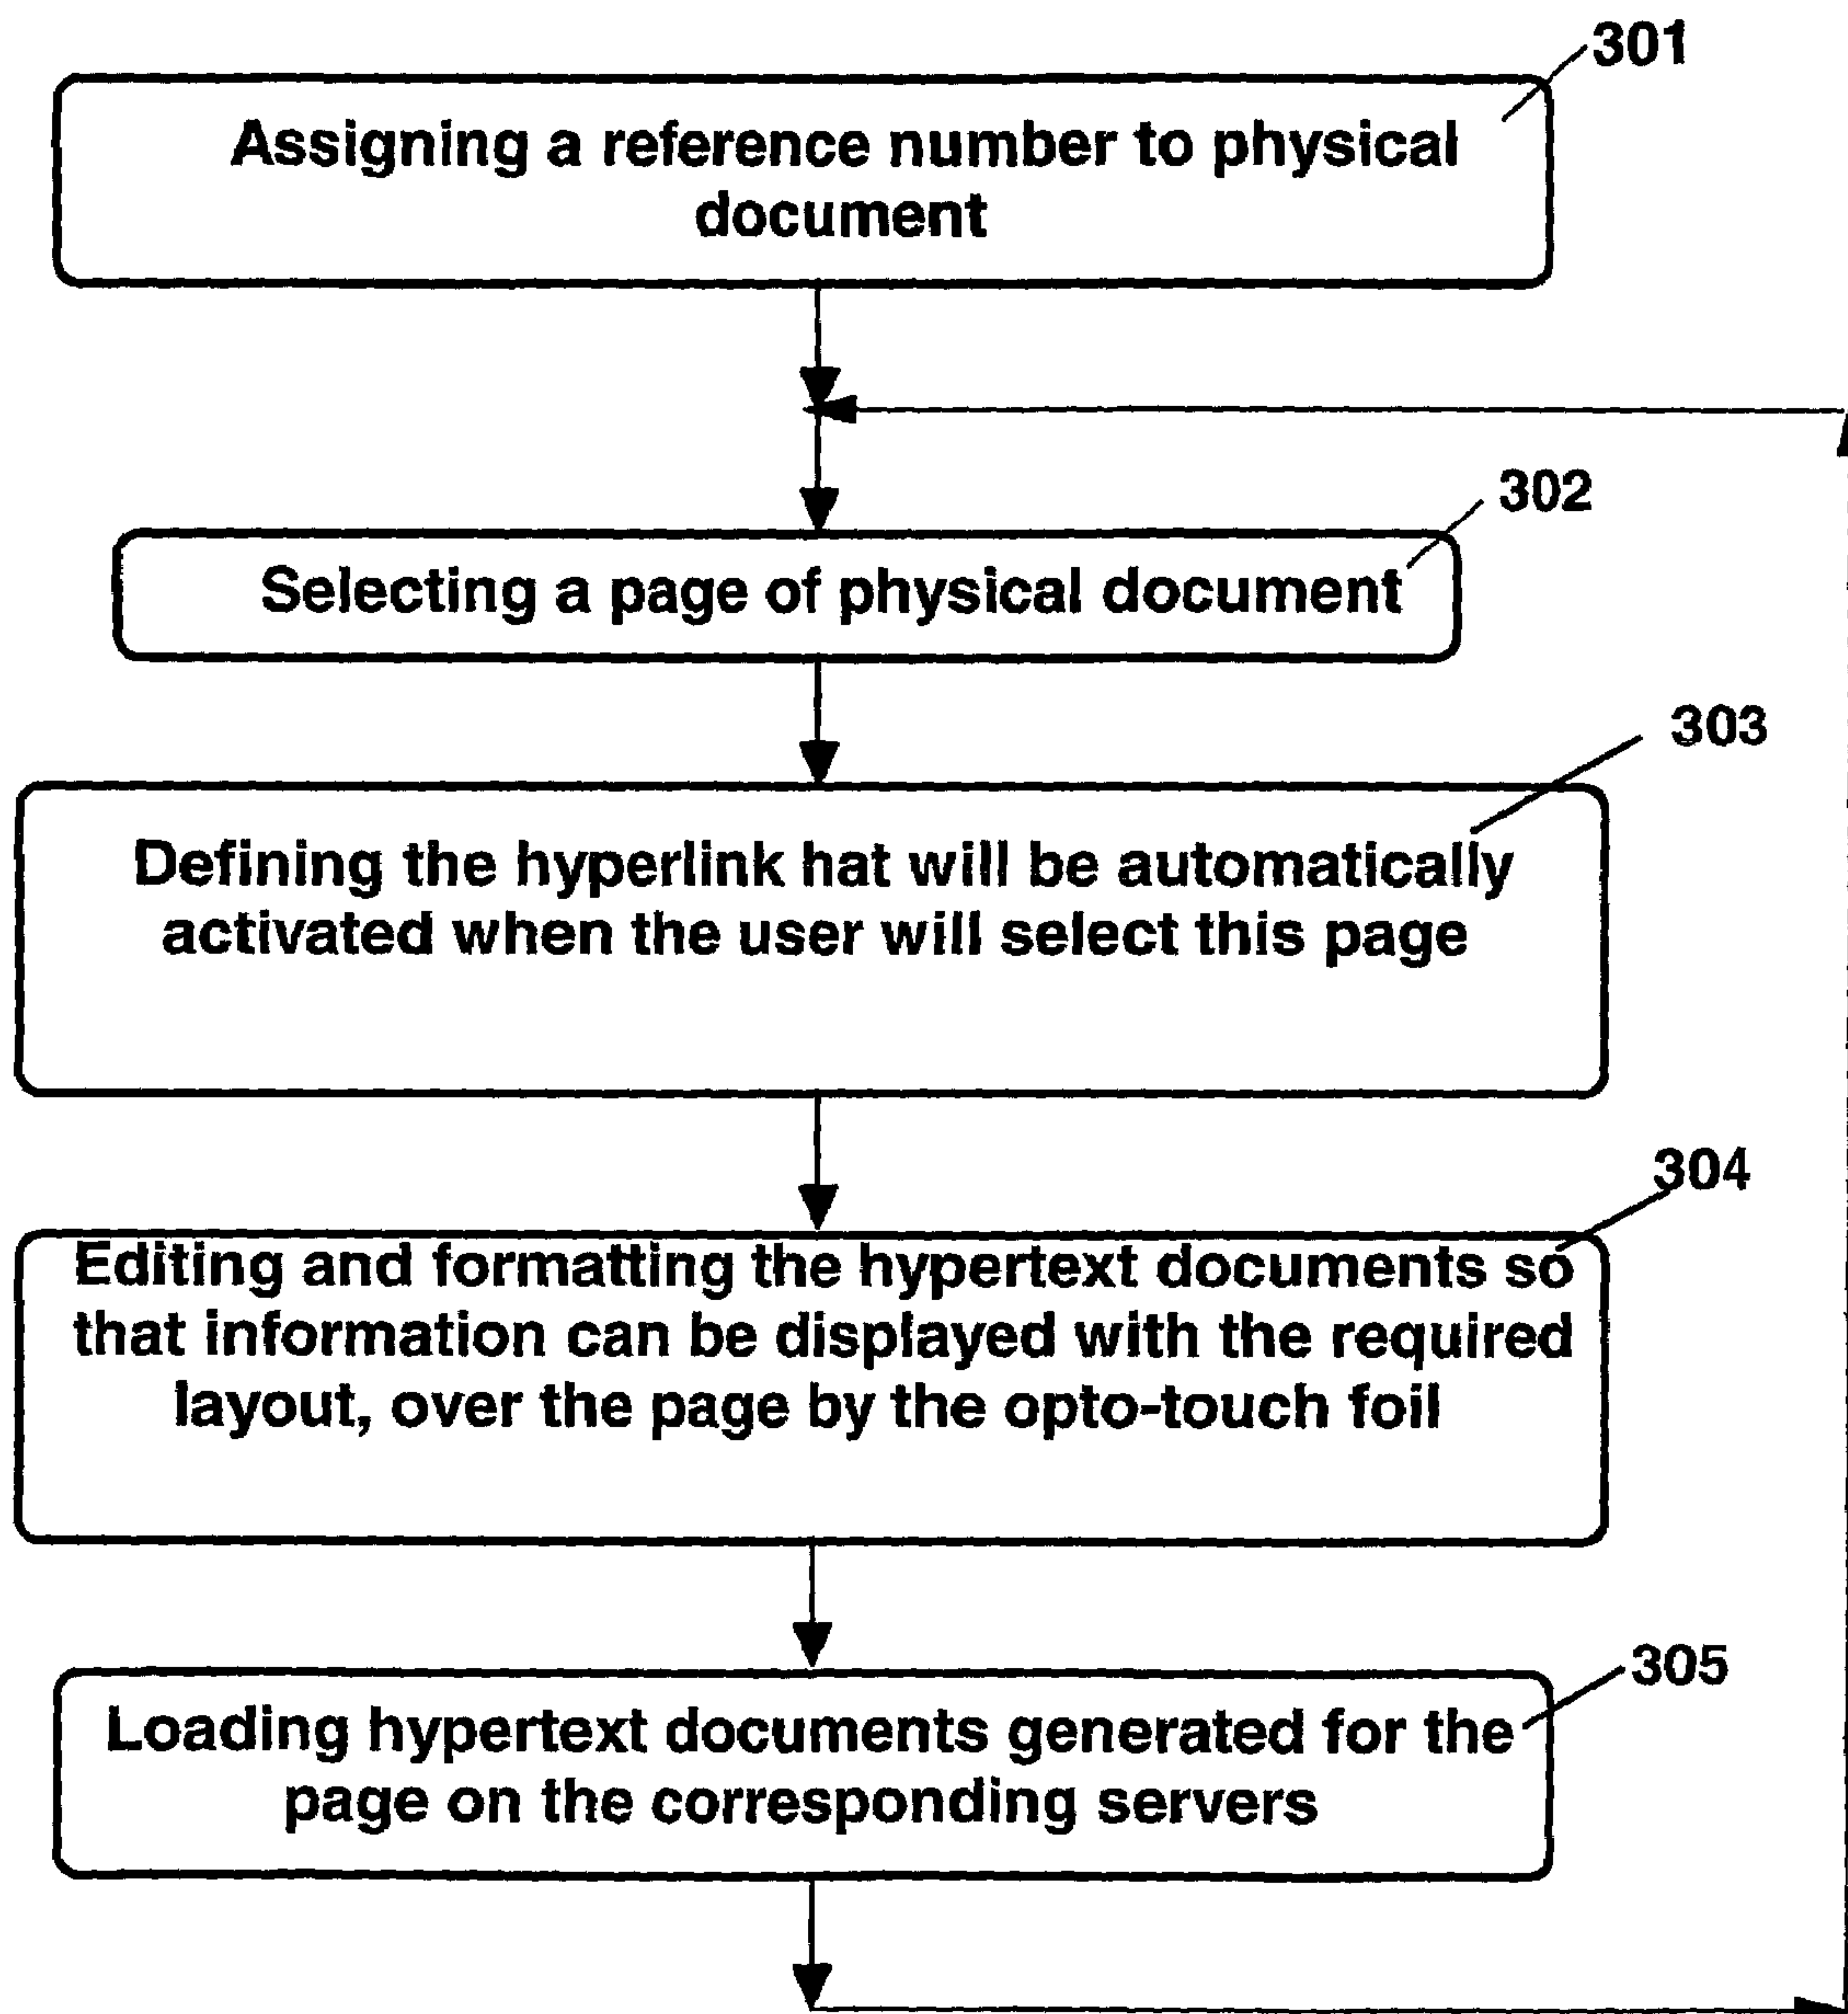 301
Assigning a reference number to physical
document
302
Selecting a page of physical document
303
Defining the hyperlink hat will be automatically
activated when the user will select this page
304
Editing and formatting the hypertext documents so
that information can be displayed with the required
layout, over the page by the opto-touch foil
305
Loading hypertext documents generated for the
page on the corresponding servers